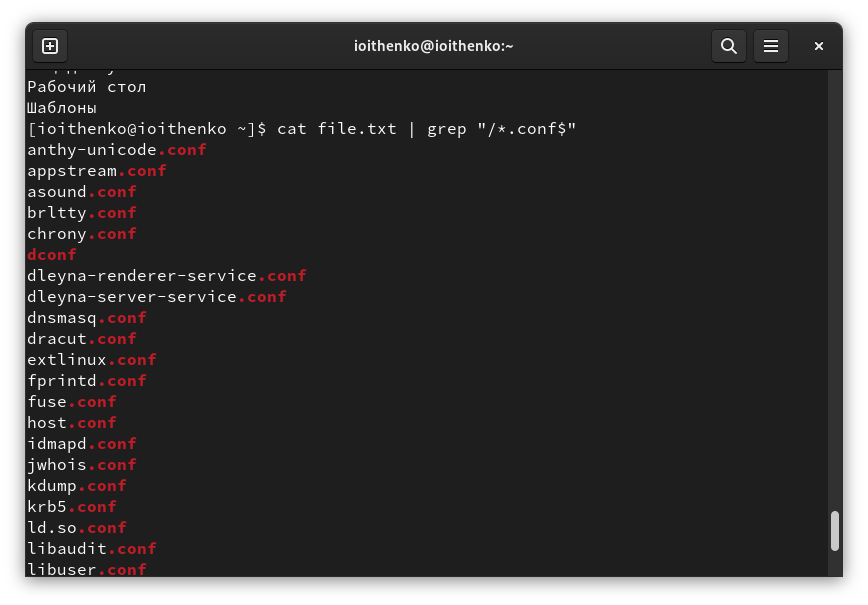 ioithenko@ioithenko:~
Рабочий стол
Шаблоны
[ioithenko@ioithenko ~]$ cat file.txt | grep "/*.conf$"
anthy-unicode.conf
appstream.conf
asound.conf
brltty.conf
chrony.conf
dconf
dleyna-renderer-service.conf
dleyna-server-service.conf
dnsmasq.conf
dracut.conf
extlinux.conf
fprintd.conf
fuse.conf
host.conf
idmapd.conf
jwhois.conf
kdump.conf
krb5.conf
ld.so.conf
libaudit.conf
libuser.conf